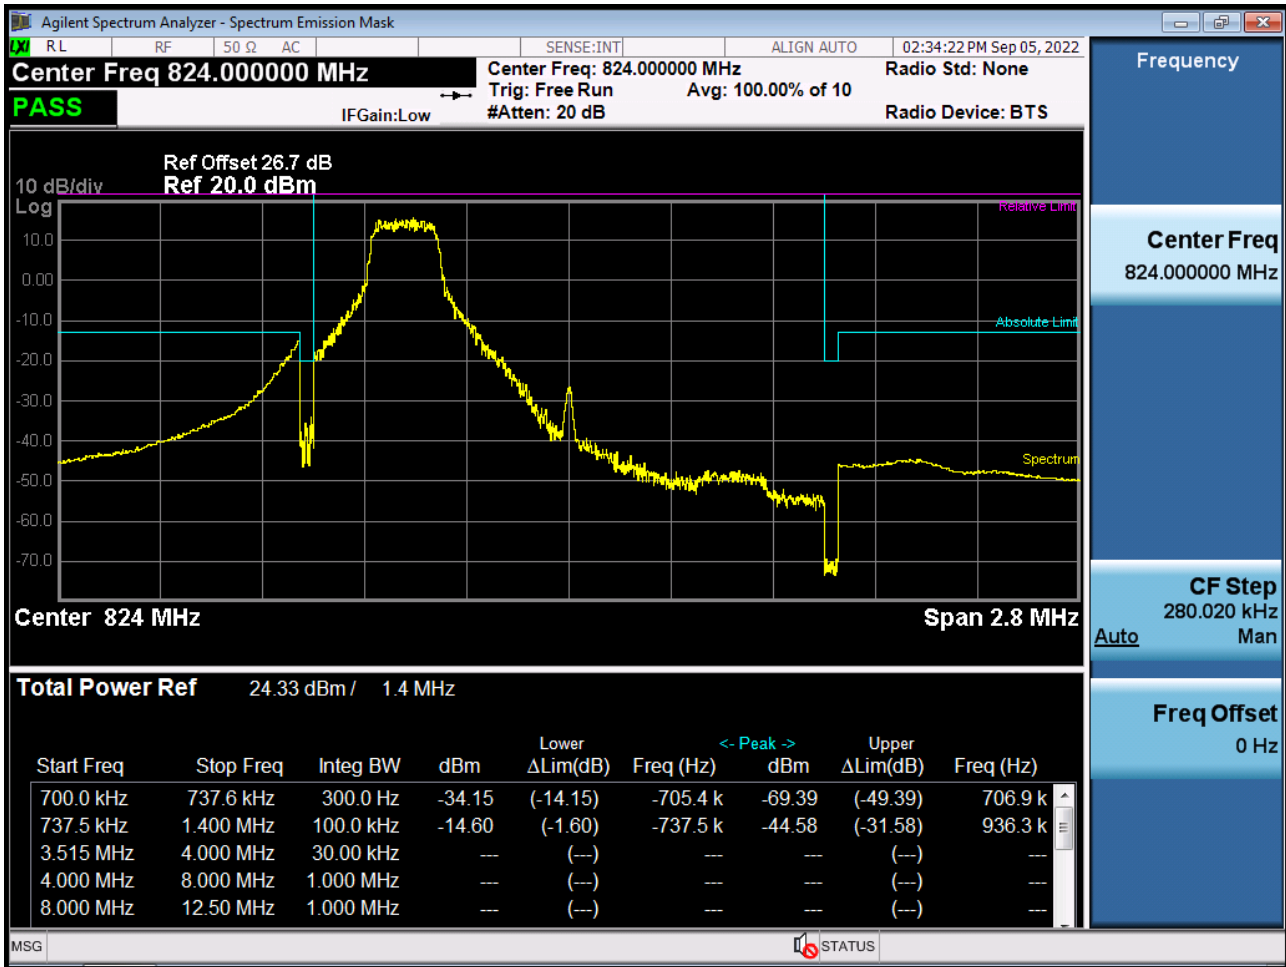 Agilent Spectrum Analyzer - Spectrum Emission Mask
LXI RL RF 50 Ω AC SENSE:INT ALIGN AUTO 02:34:22 PM Sep 05, 2022
Center Freq 824.000000 MHz
PASS
IFGain:Low
Center Freq: 824.000000 MHz
Trig: Free Run Avg: 100.00% of 10
#Atten: 20 dB
Radio Std: None
Radio Device: BTS
Ref Offset 26.7 dB
10 dB/div Ref 20.0 dBm
Log
Relative Limit
10.0
0.00
-10.0
Absolute Limit
-20.0
-30.0
-40.0
Spectrum
-50.0
-60.0
-70.0
Center 824 MHz Span 2.8 MHz
Total Power Ref 24.33 dBm / 1.4 MHz
Lower <- Peak -> Upper
Start Freq Stop Freq Integ BW dBm ΔLim(dB) Freq (Hz) dBm ΔLim(dB) Freq (Hz)
700.0 kHz 737.6 kHz 300.0 Hz -34.15 (-14.15) -705.4 k -69.39 (-49.39) 706.9 k
737.5 kHz 1.400 MHz 100.0 kHz -14.60 (-1.60) -737.5 k -44.58 (-31.58) 936.3 k
3.515 MHz 4.000 MHz 30.00 kHz --- (---) --- --- (---) ---
4.000 MHz 8.000 MHz 1.000 MHz --- (---) --- --- (---) ---
8.000 MHz 12.50 MHz 1.000 MHz --- (---) --- --- (---) ---
MSG STATUS
Frequency
Center Freq
824.000000 MHz
CF Step
280.020 kHz
Auto Man
Freq Offset
0 Hz